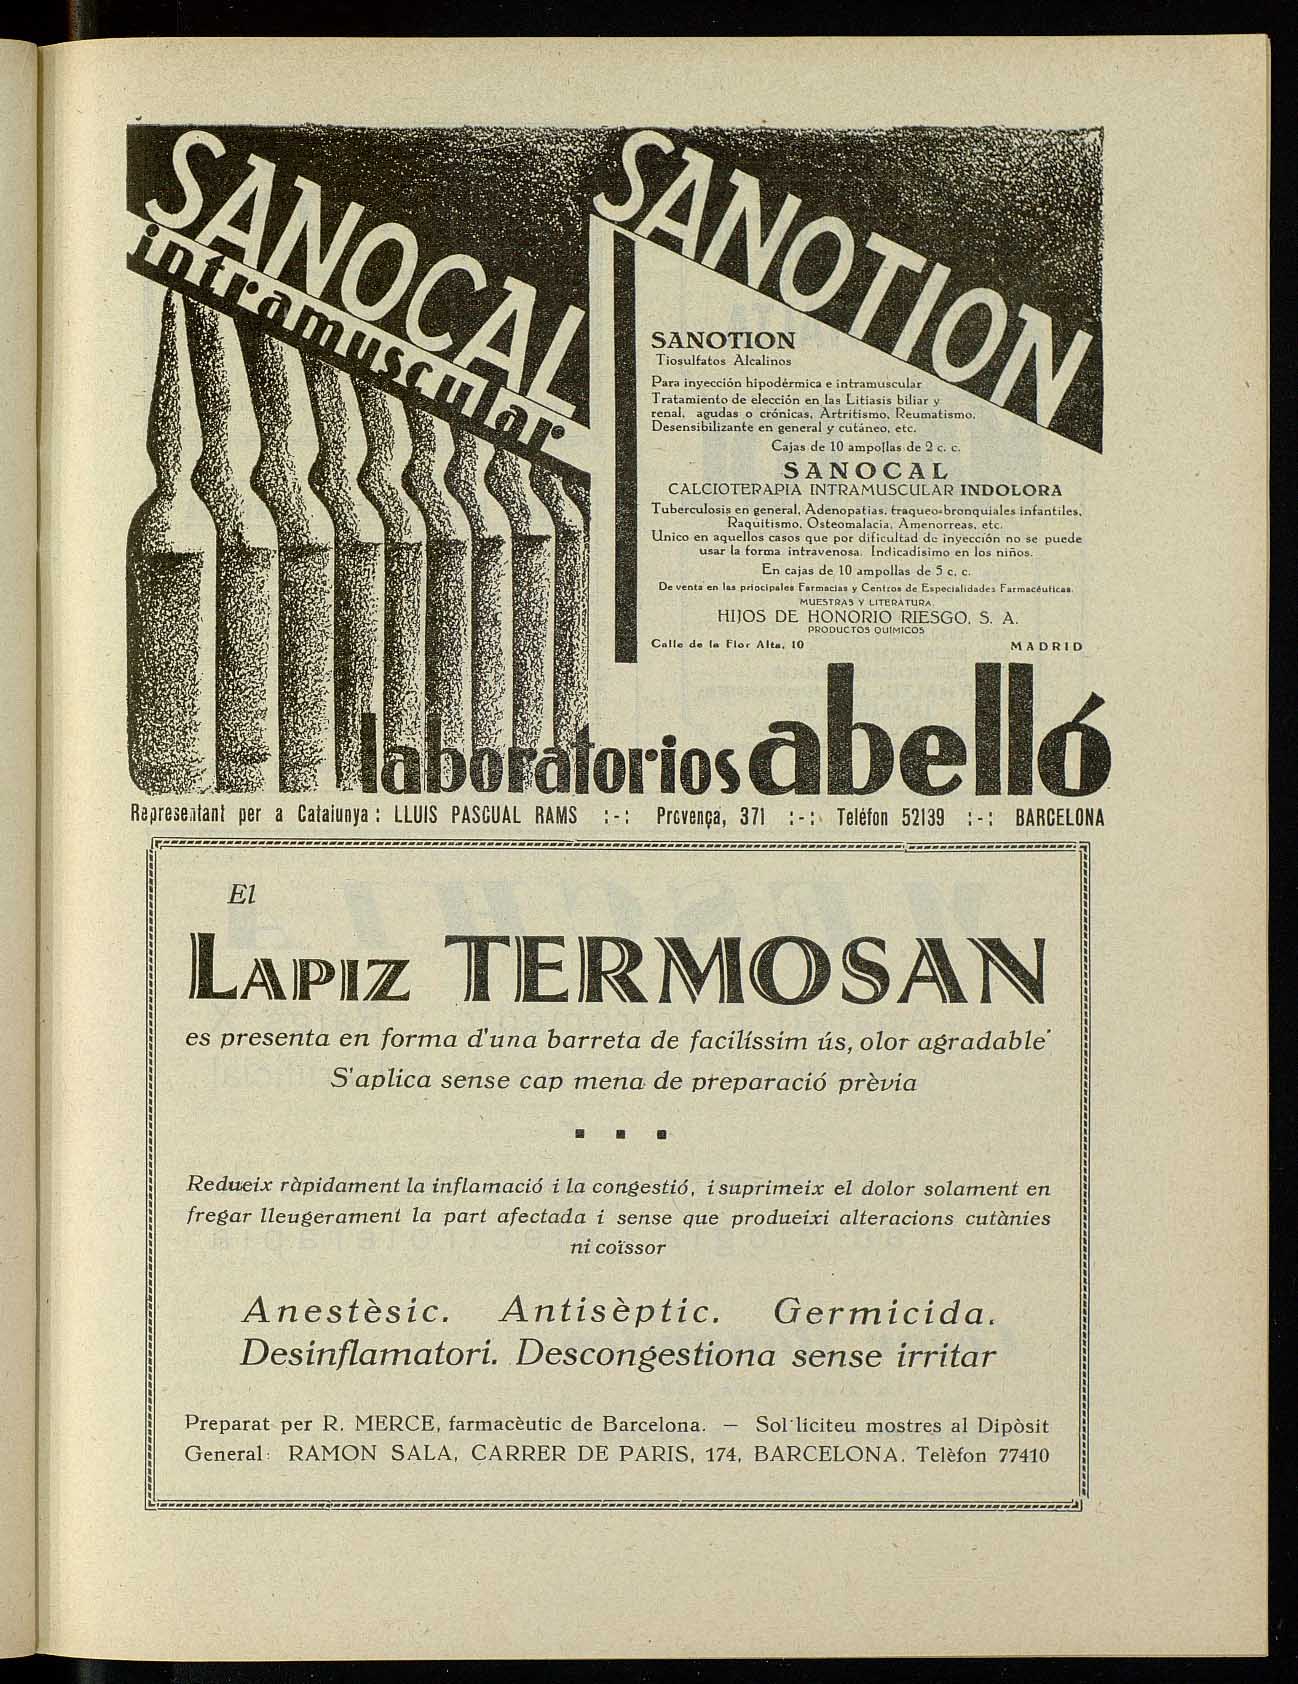 SANOCAL
intramuscular
SANOTION
SANOTION
Tiosulfatos Alcalinos
Para inyección hipodérmica e intramuscular
Tratamiento de elección en las Litiasis biliar y
renal, agudas o crónicas, Artritismo, Reumatismo,
Desensibilizante en general y cutáneo, etc.
Cajas de 10 ampollas de 2 c. c.
SANOCAL
CALCIOTERAPIA INTRAMUSCULAR INDOLORA
Tuberculosis en general, Adenopatias, traqueo-bronquiales infantiles,
Raquitismo, Osteomalacia, Amenorreas, etc.
Unico en aquellos casos que por dificultad de inyección no se puede
usar la forma intravenosa. Indicadisimo en los niños.
En cajas de 10 ampollas de 5 c. c.
De venta en las principales Farmacias y Centros de Especialidades Farmacéuticas.
MUESTRAS Y LITERATURA.
HIJOS DE HONORIO RIESGO, S. A.
PRODUCTOS QUIMICOS
Calle de la Flor Alta, 10 MADRID
laboratorios abelló
Representant per a Catalunya: LLUIS PASCUAL RAMS :-: Provença, 371 :-: Teléfon 52139 :-: BARCELONA
El
LAPIZ TERMOSAN
es presenta en forma d'una barreta de facilíssim ús, olor agradable
S'aplica sense cap mena de preparació prèvia
Redueix ràpidament la inflamació i la congestió, i suprimeix el dolor solament en
fregar lleugerament la part afectada i sense que produeixi alteracions cutànies
ni coïssor
Anestèsic. Antisèptic. Germicida.
Desinflamatori. Descongestiona sense irritar
Preparat per R. MERCE, farmacèutic de Barcelona. — Sol·liciteu mostres al Dipòsit
General: RAMON SALA, CARRER DE PARIS, 174, BARCELONA. Telèfon 77410